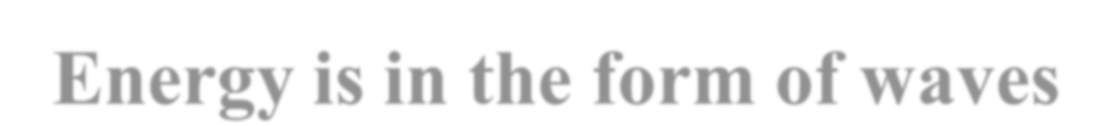 Energy is in the form of waves